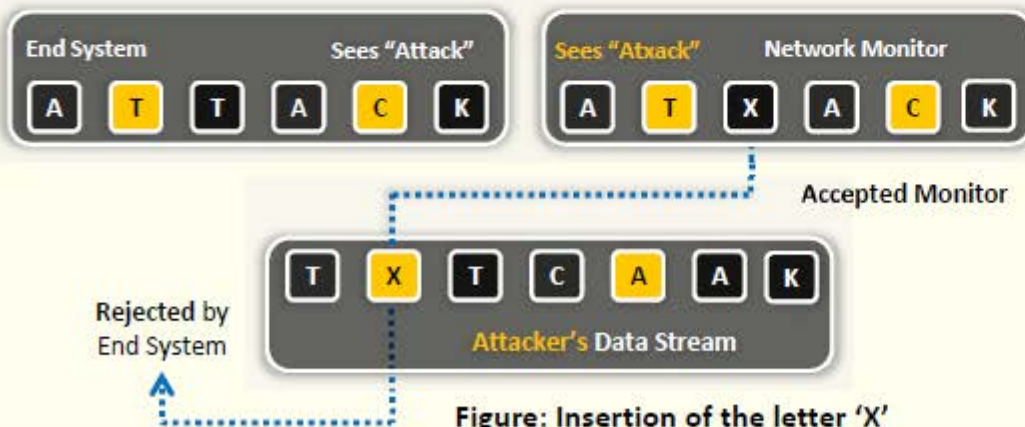 End System Sees “Attack”
A T T A C K
Sees “Atxack” Network Monitor
A T X A C K
Accepted Monitor
T X T C A A K
Attacker’s Data Stream
Rejected by
End System
Figure: Insertion of the letter ‘X’